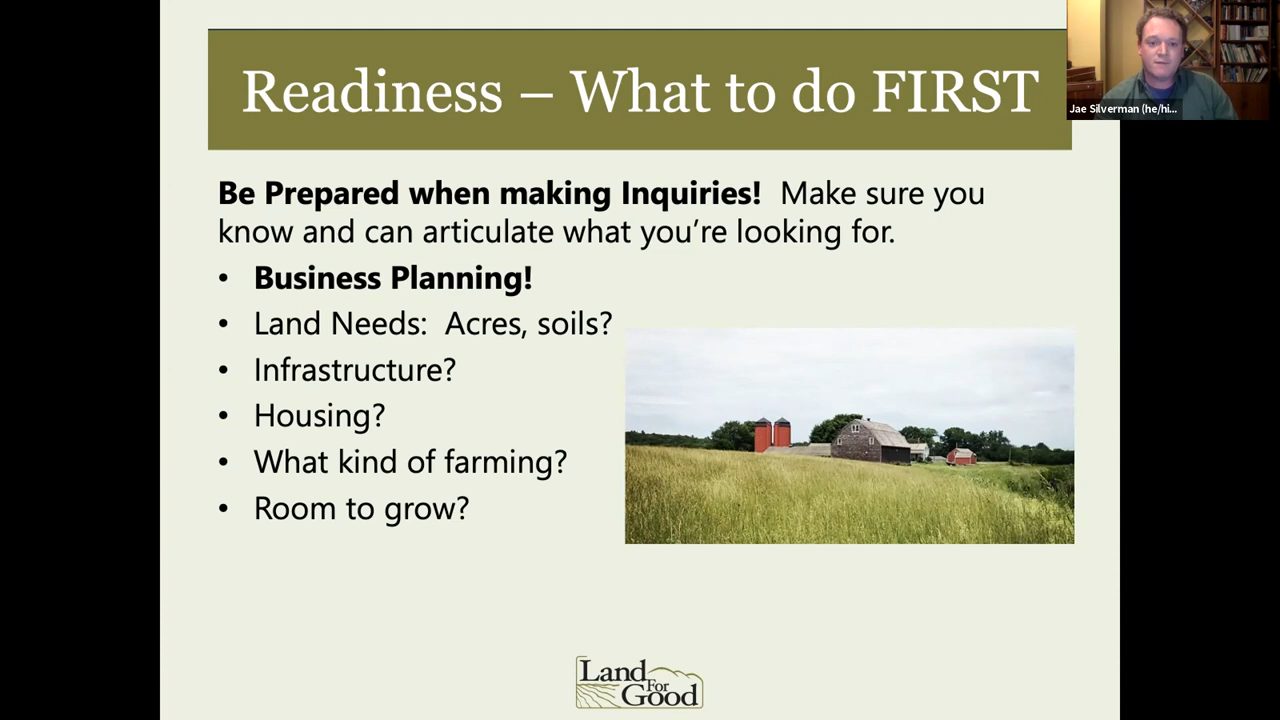 Readiness – What to do FIRST
Jae Silverman (he/hi...
Be Prepared when making Inquiries!  Make sure you
know and can articulate what you’re looking for.
• Business Planning!
• Land Needs:  Acres, soils?
• Infrastructure?
• Housing?
• What kind of farming?
• Room to grow?
Land
For
Good